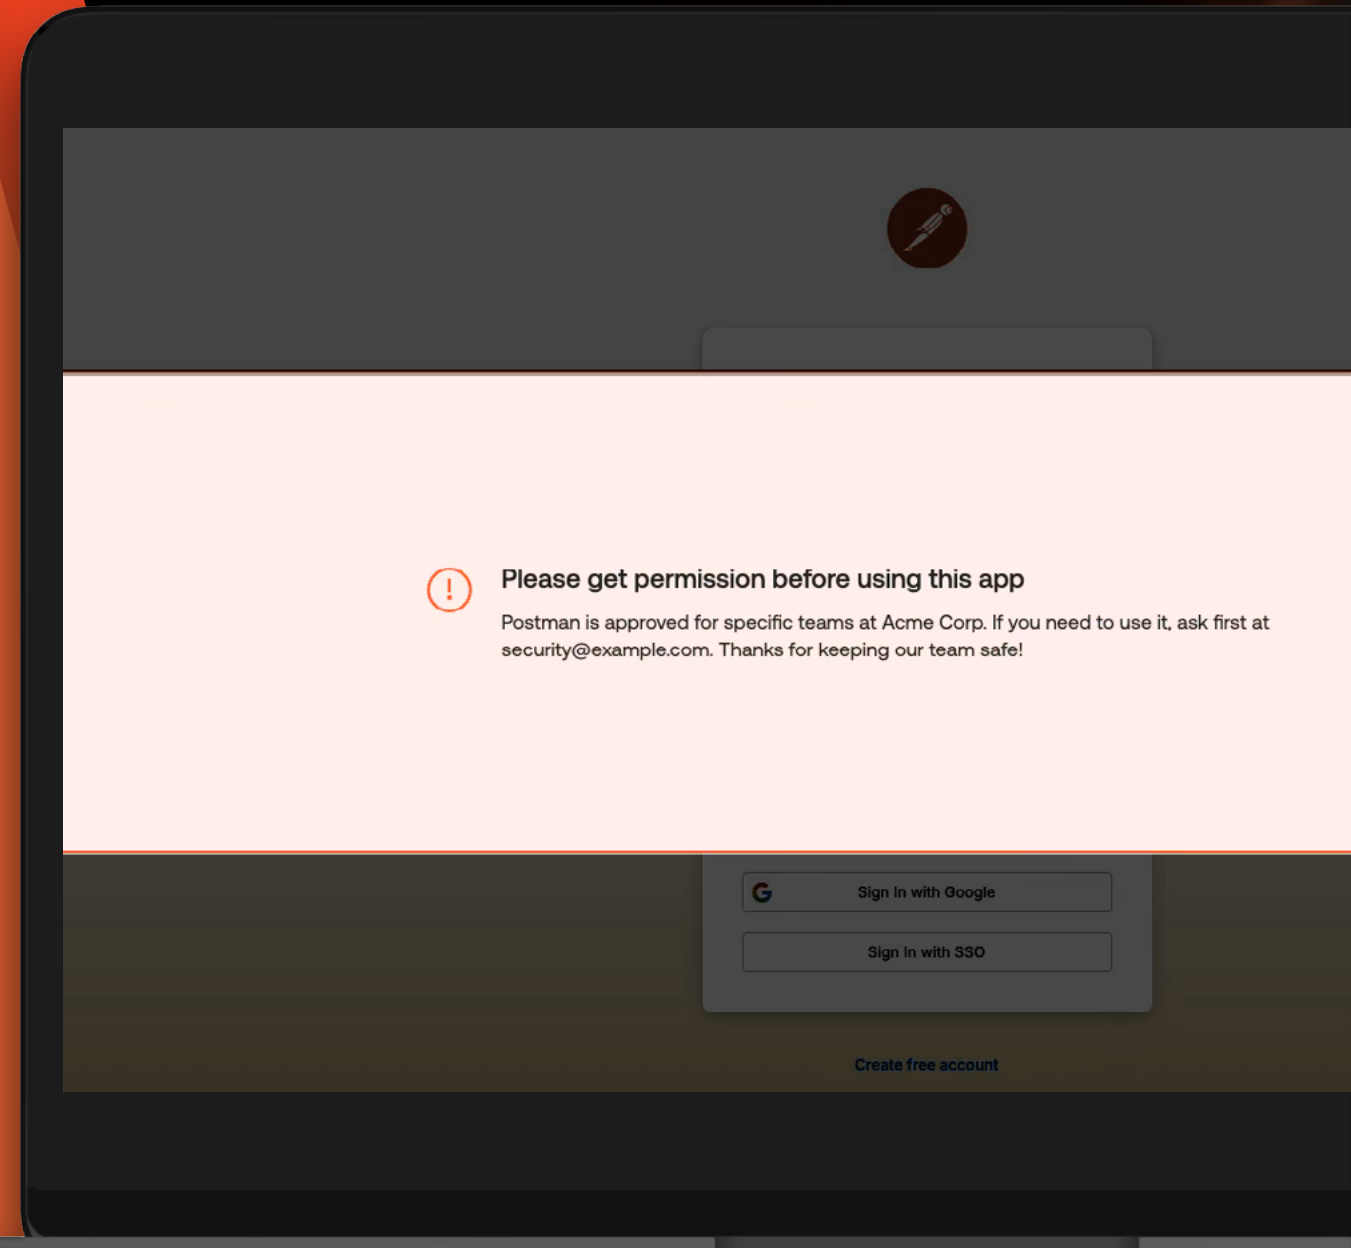 Please get permission before using this app
Postman is approved for specific teams at Acme Corp. If you need to use it, ask first at
security@example.com. Thanks for keeping our team safe!
Sign In with Google
Sign In with SSO
Create free account